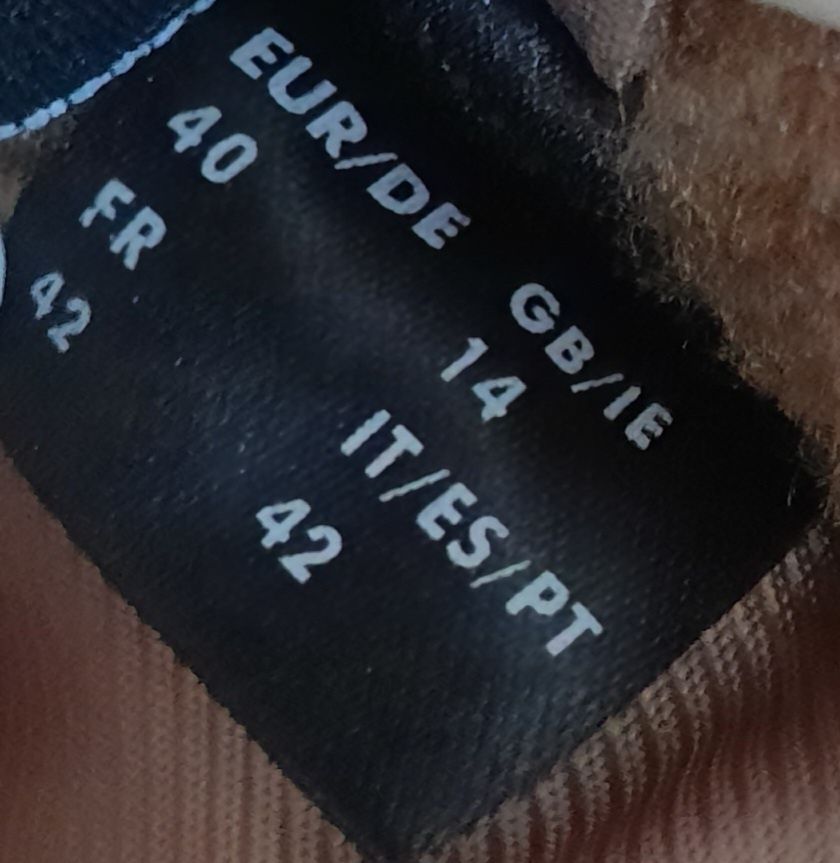 EUR/DE GB/IE
40 14
FR IT/ES/PT
42 42